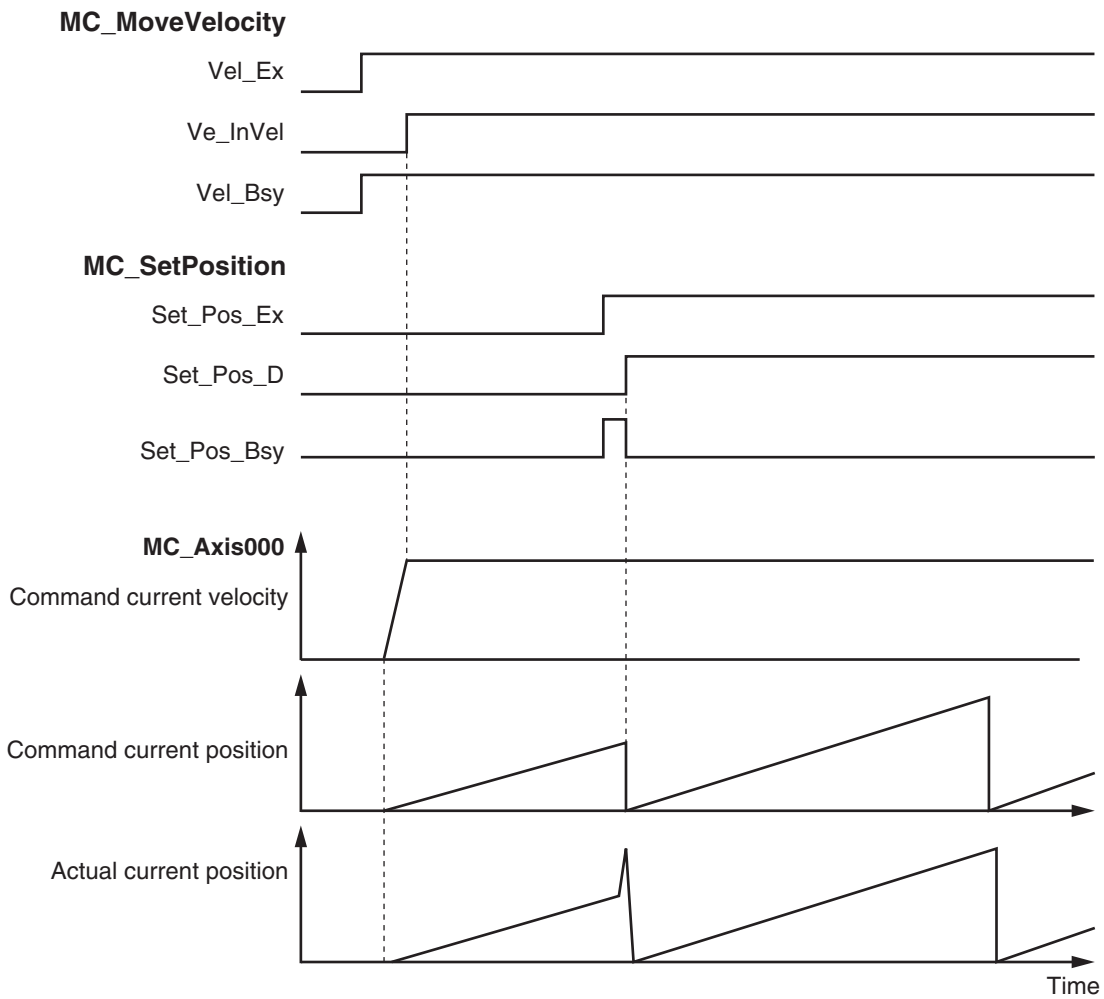 MC_MoveVelocity
Vel_Ex
Ve_InVel
Vel_Bsy
MC_SetPosition
Set_Pos_Ex
Set_Pos_D
Set_Pos_Bsy
MC_Axis000
Command current velocity
Command current position
Actual current position
Time